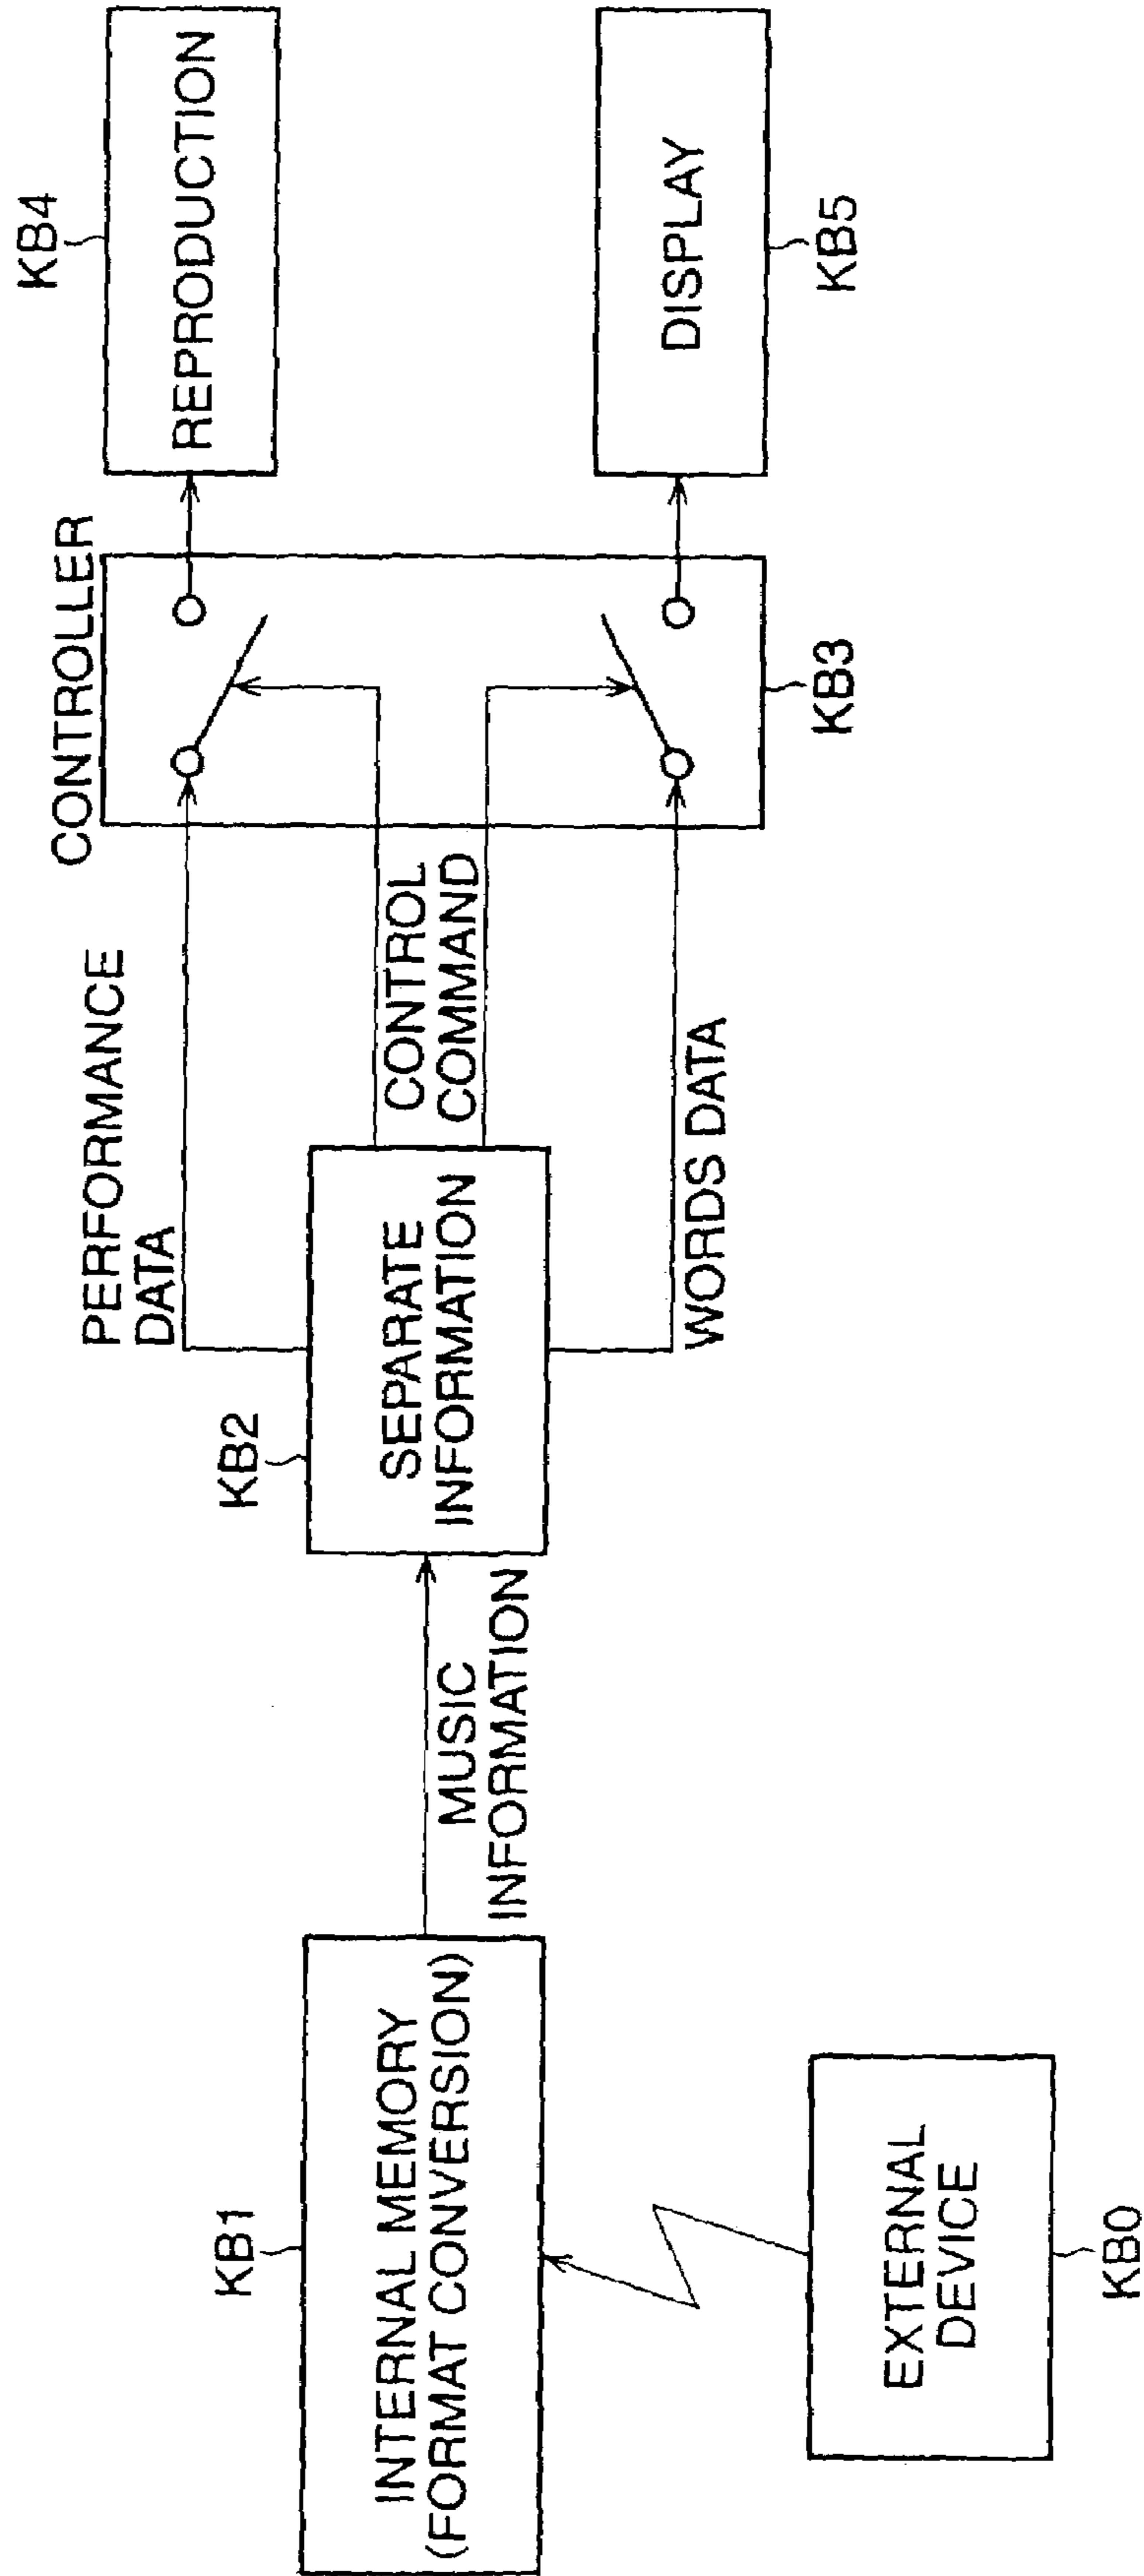 KB1
INTERNAL MEMORY
(FORMAT CONVERSION)
EXTERNAL
DEVICE
KB0
MUSIC
INFORMATION
KB2
SEPARATE
INFORMATION
PERFORMANCE
DATA
CONTROL
COMMAND
WORDS DATA
CONTROLLER
KB3
KB4
REPRODUCTION
DISPLAY
KB5